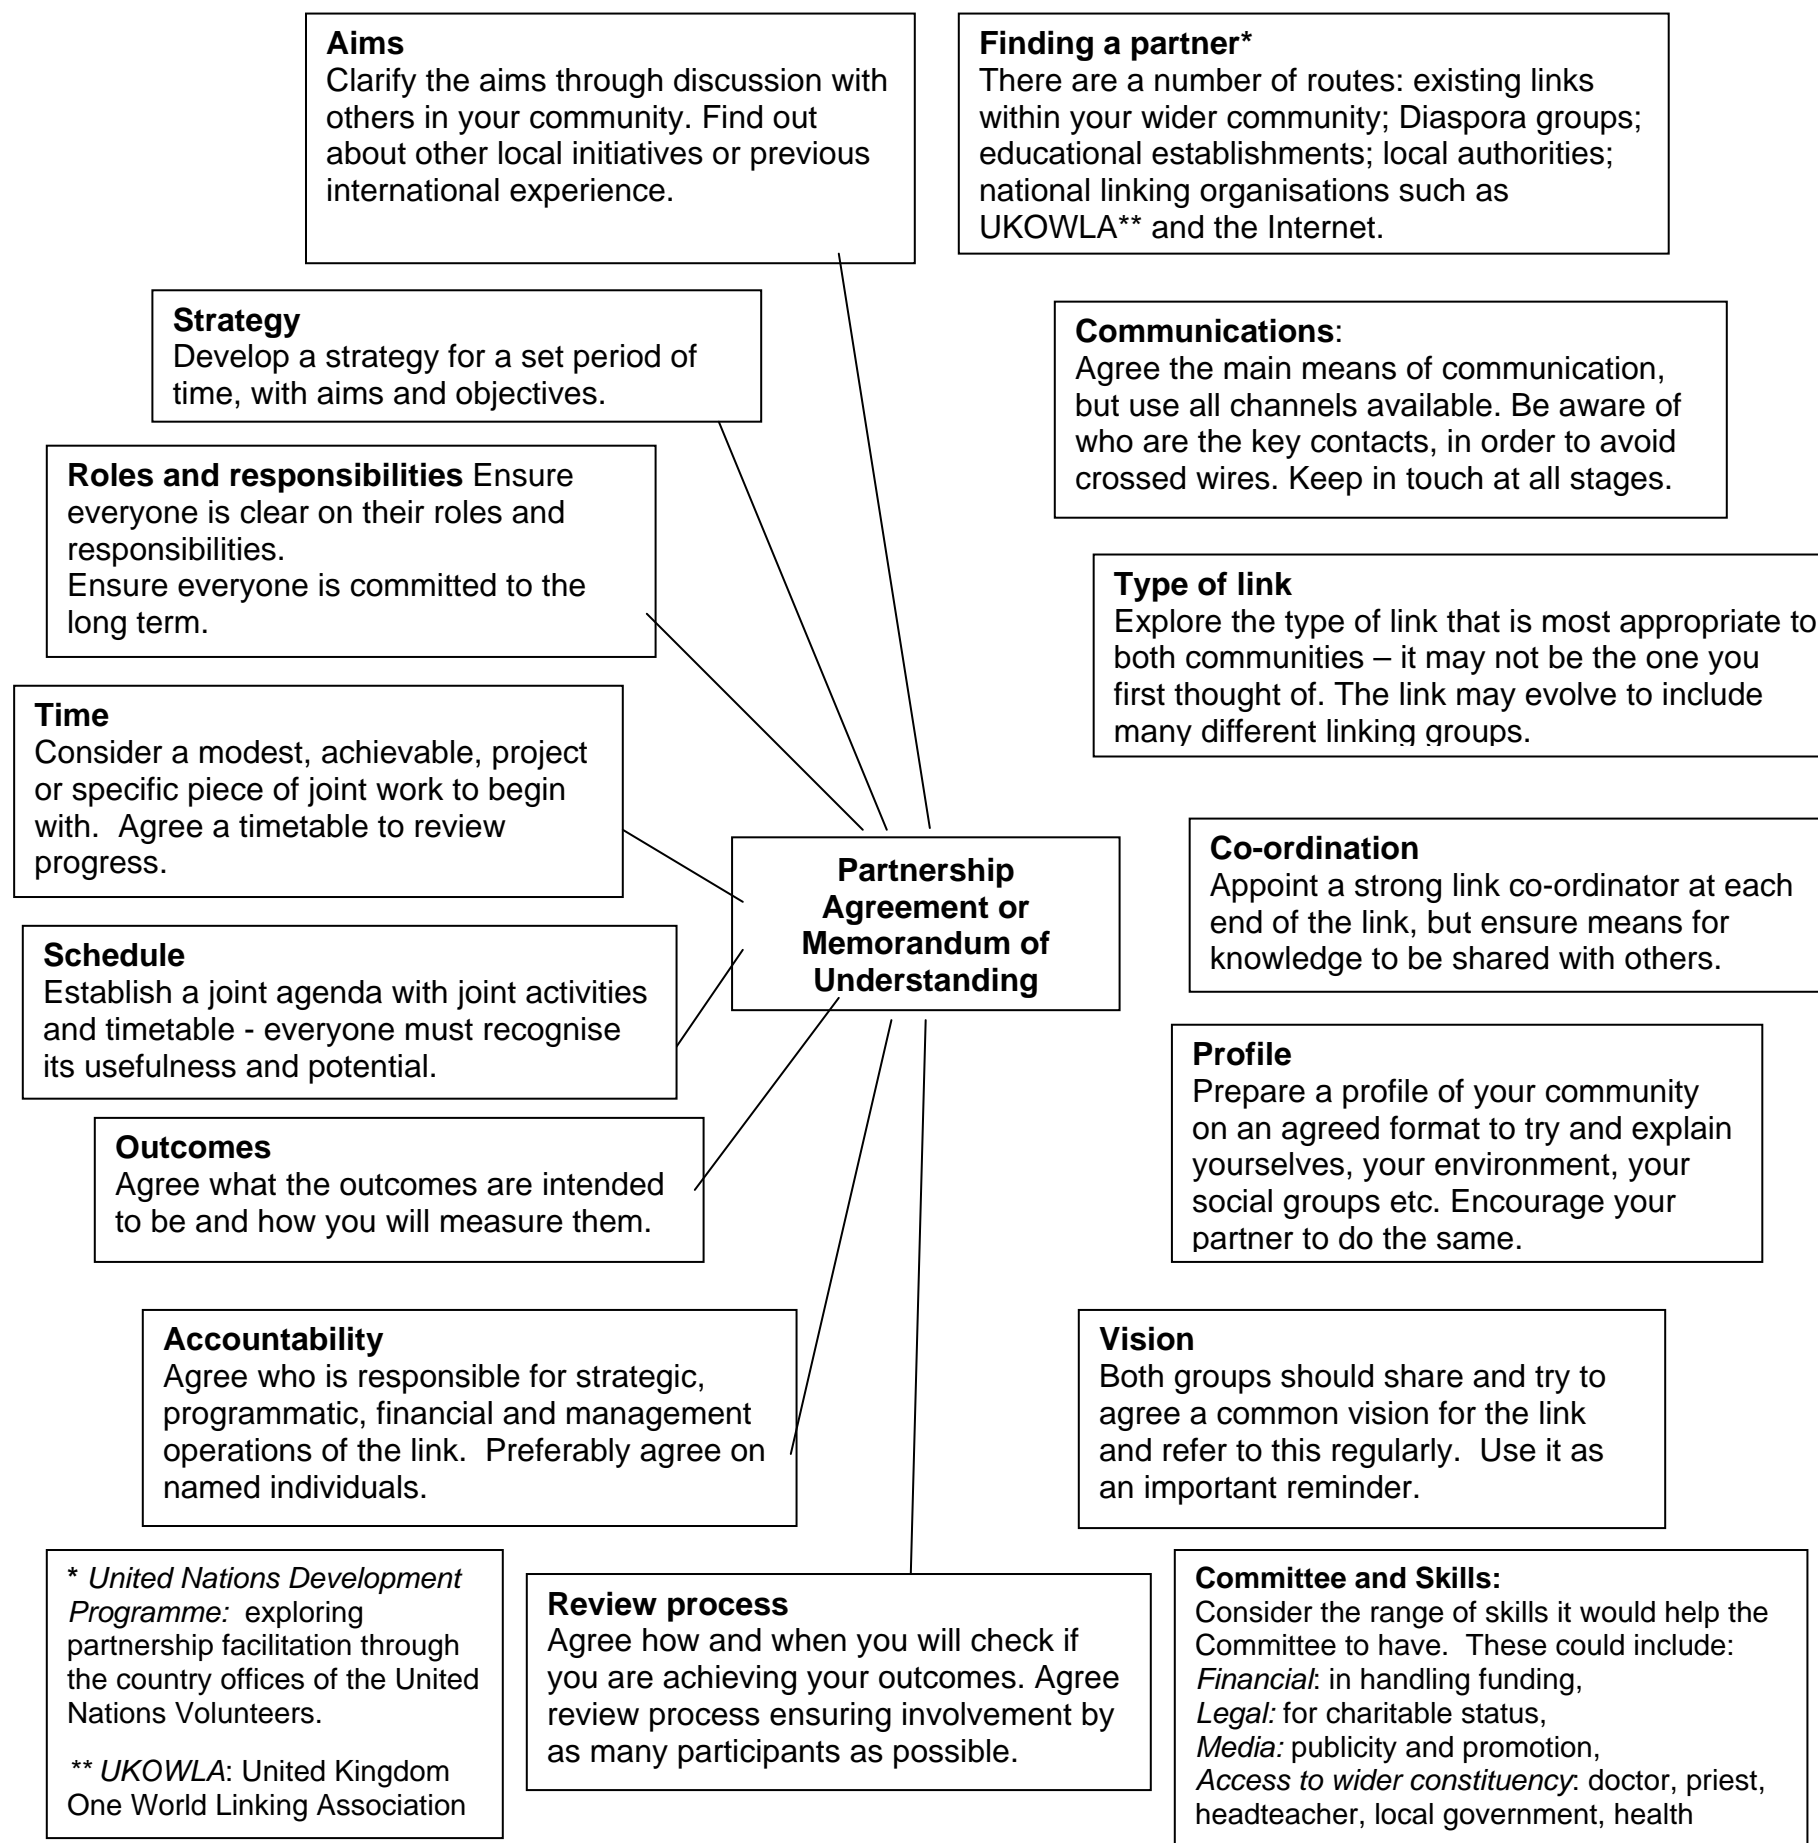 Aims
Clarify the aims through discussion with
others in your community. Find out
about other local initiatives or previous
international experience.
Finding a partner*
There are a number of routes: existing links
within your wider community; Diaspora groups;
educational establishments; local authorities;
national linking organisations such as
UKOWLA** and the Internet.
Strategy
Develop a strategy for a set period of
time, with aims and objectives.
Communications:
Agree the main means of communication,
but use all channels available. Be aware of
who are the key contacts, in order to avoid
crossed wires. Keep in touch at all stages.
Roles and responsibilities Ensure
everyone is clear on their roles and
responsibilities.
Ensure everyone is committed to the
long term.
Type of link
Explore the type of link that is most appropriate to
both communities – it may not be the one you
first thought of. The link may evolve to include
many different linking groups.
Time
Consider a modest, achievable, project
or specific piece of joint work to begin
with.  Agree a timetable to review
progress.
Partnership
Agreement or
Memorandum of
Understanding
Co-ordination
Appoint a strong link co-ordinator at each
end of the link, but ensure means for
knowledge to be shared with others.
Schedule
Establish a joint agenda with joint activities
and timetable - everyone must recognise
its usefulness and potential.
Profile
Prepare a profile of your community
on an agreed format to try and explain
yourselves, your environment, your
social groups etc. Encourage your
partner to do the same.
Outcomes
Agree what the outcomes are intended
to be and how you will measure them.
Accountability
Agree who is responsible for strategic,
programmatic, financial and management
operations of the link.  Preferably agree on
named individuals.
Vision
Both groups should share and try to
agree a common vision for the link
and refer to this regularly.  Use it as
an important reminder.
* United Nations Development
Programme:  exploring
partnership facilitation through
the country offices of the United
Nations Volunteers.
** UKOWLA: United Kingdom
One World Linking Association
Review process
Agree how and when you will check if
you are achieving your outcomes. Agree
review process ensuring involvement by
as many participants as possible.
Committee and Skills:
Consider the range of skills it would help the
Committee to have.  These could include:
Financial: in handling funding,
Legal: for charitable status,
Media: publicity and promotion,
Access to wider constituency: doctor, priest,
headteacher, local government, health